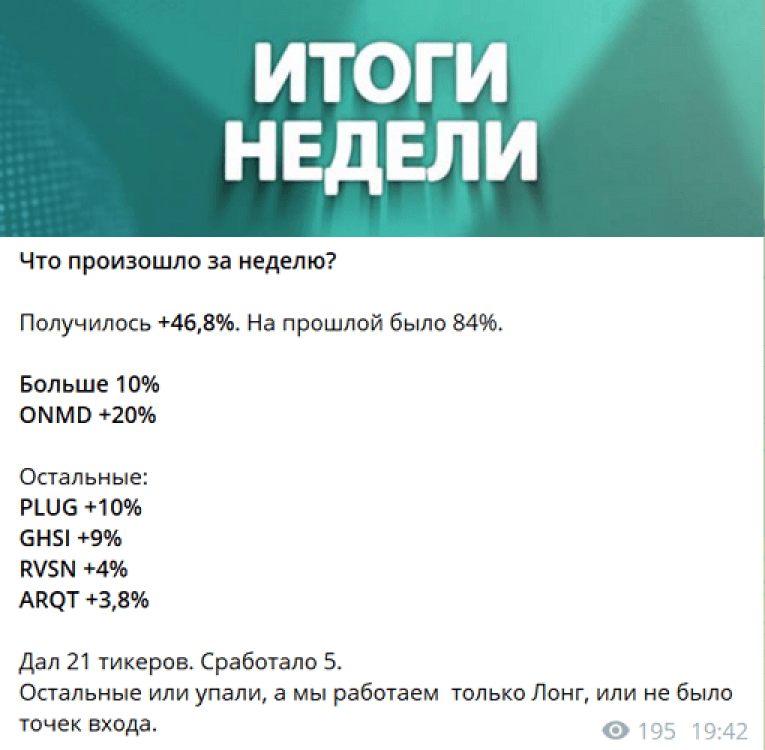 ИТОГИ
НЕДЕЛИ
Что произошло за неделю?
Получилось +46,8%. На прошлой было 84%.
Больше 10%
ONMD +20%
Остальные:
PLUG +10%
GHSI +9%
RVSN +4%
ARQT +3,8%
Дал 21 тикеров. Сработало 5.
Остальные или упали, а мы работаем только Лонг, или не было
точек входа.
195 19:42